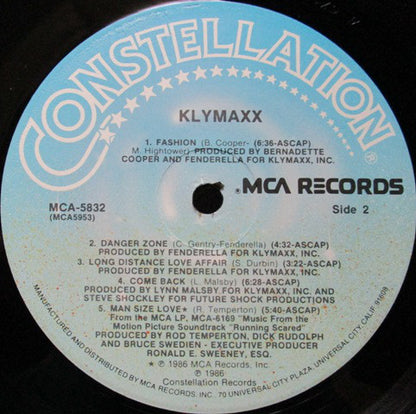 CONSTELLATION®
KLYMAXX
1. FASHION (B. Cooper- (6:36-ASCAP)
M. Hightower) PRODUCED BY BERNADETTE
COOPER AND FENDERELLA FOR KLYMAXX, INC.
MCA RECORDS
MCA-5832
(MCA5953)
Side 2
2. DANGER ZONE (C. Gentry-Fenderella) (4:32-ASCAP)
PRODUCED BY FENDERELLA FOR KLYMAXX, INC.
3. LONG DISTANCE LOVE AFFAIR (S. Durbin) (3:22-ASCAP)
PRODUCED BY FENDERELLA FOR KLYMAXX, INC.
4. COME BACK (L. Malsby) (6:28-ASCAP)
PRODUCED BY LYNN MALSBY FOR KLYMAXX, INC. AND
STEVE SHOCKLEY FOR FUTURE SHOCK PRODUCTIONS
5. MAN SIZE LOVE* (R. Temperton) (5:40-ASCAP)
From the MCA LP, MCA-6169 "Music From the
Motion Picture Soundtrack "Running Scared"
PRODUCED BY ROD TEMPERTON, DICK RUDOLPH
AND BRUCE SWEDIEN - EXECUTIVE PRODUCER
RONALD E. SWEENEY, ESQ.
*℗ 1986 MCA RECORDS, INC.
℗ 1986
Constellation Records
MANUFACTURED AND DISTRIBUTED BY MCA RECORDS, INC. 70 UNIVERSAL CITY PLAZA, UNIVERSAL CITY, CALIF. 91608